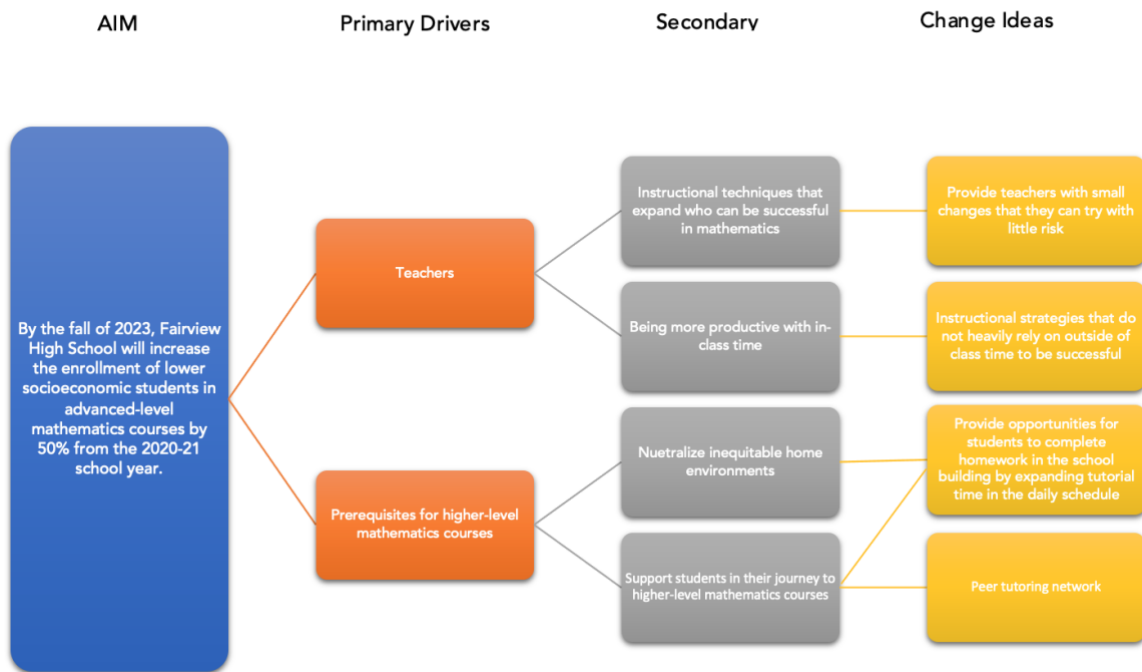 AIM
Primary Drivers
Secondary
Change Ideas
By the fall of 2023, Fairview
High School will increase
the enrollment of lower
socioeconomic students in
advanced-level
mathematics courses by
50% from the 2020-21
school year.
Teachers
Prerequisites for higher-level
mathematics courses
Instructional techniques that
expand who can be successful
in mathematics
Being more productive with in-
class time
Nuetralize inequitable home
environments
Support students in their journey to
higher-level mathematics courses
Provide teachers with small
changes that they can try with
little risk
Instructional strategies that do
not heavily rely on outside of
class time to be successful
Provide opportunities for
students to complete
homework in the school
building by expanding tutorial
time in the daily schedule
Peer tutoring network